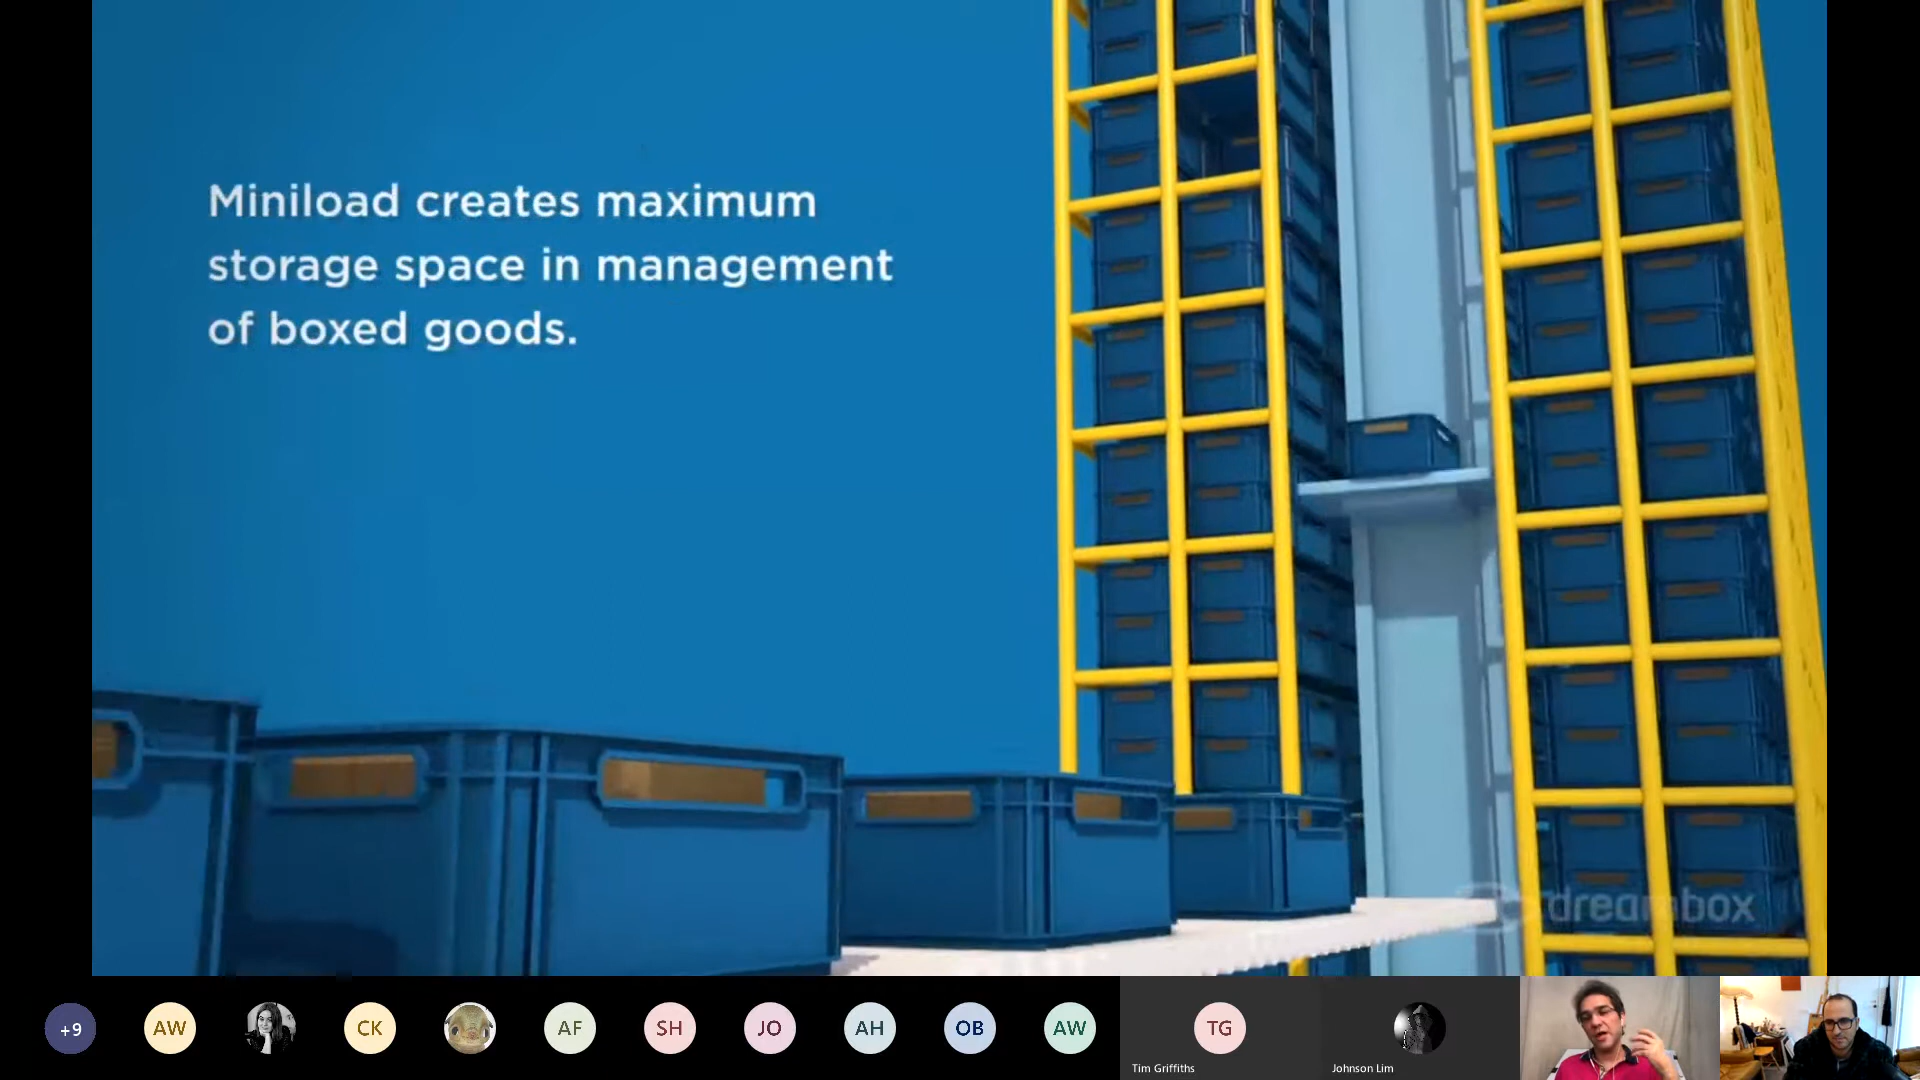 Miniload creates maximum
storage space in management
of boxed goods.
dreambox
+9
AW
CK
AF
SH
JO
AH
OB
AW
TG
Tim Griffiths
Johnson Lim